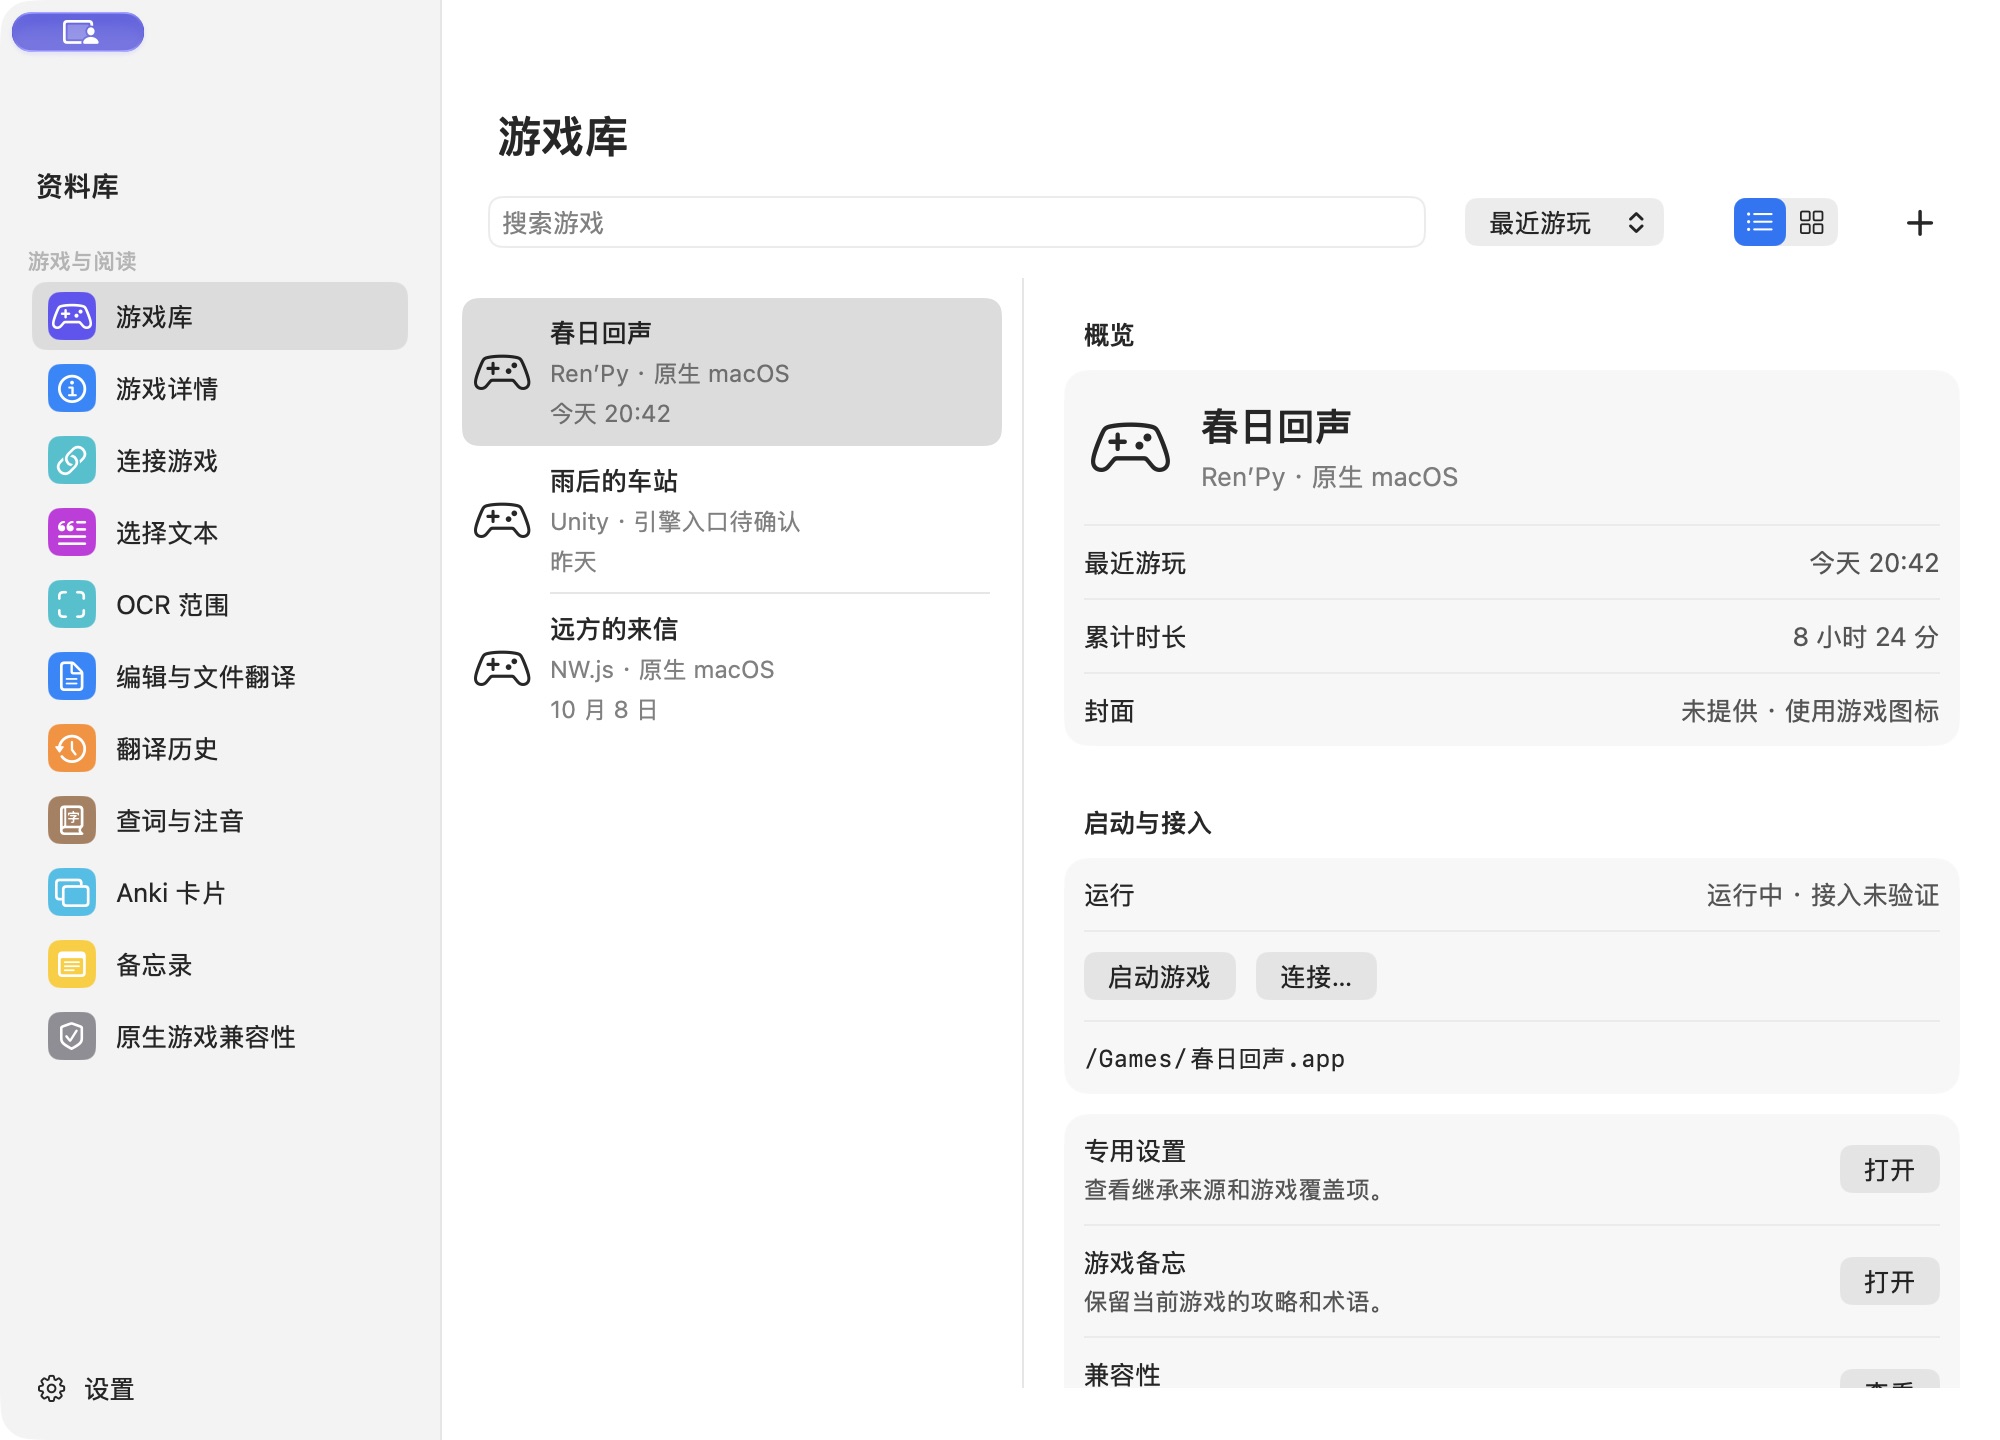 资料库
游戏与阅读
游戏库
游戏详情
连接游戏
选择文本
OCR 范围
编辑与文件翻译
翻译历史
查词与注音
Anki 卡片
备忘录
原生游戏兼容性
设置
游戏库
搜索游戏
最近游玩
春日回声
Ren’Py · 原生 macOS
今天 20:42
雨后的车站
Unity · 引擎入口待确认
昨天
远方的来信
NW.js · 原生 macOS
10 月 8 日
概览
春日回声
Ren’Py · 原生 macOS
最近游玩 今天 20:42
累计时长 8 小时 24 分
封面 未提供 · 使用游戏图标
启动与接入
运行 运行中 · 接入未验证
启动游戏 连接...
/Games/春日回声.app
专用设置
查看继承来源和游戏覆盖项。
打开
游戏备忘
保留当前游戏的攻略和术语。
打开
兼容性